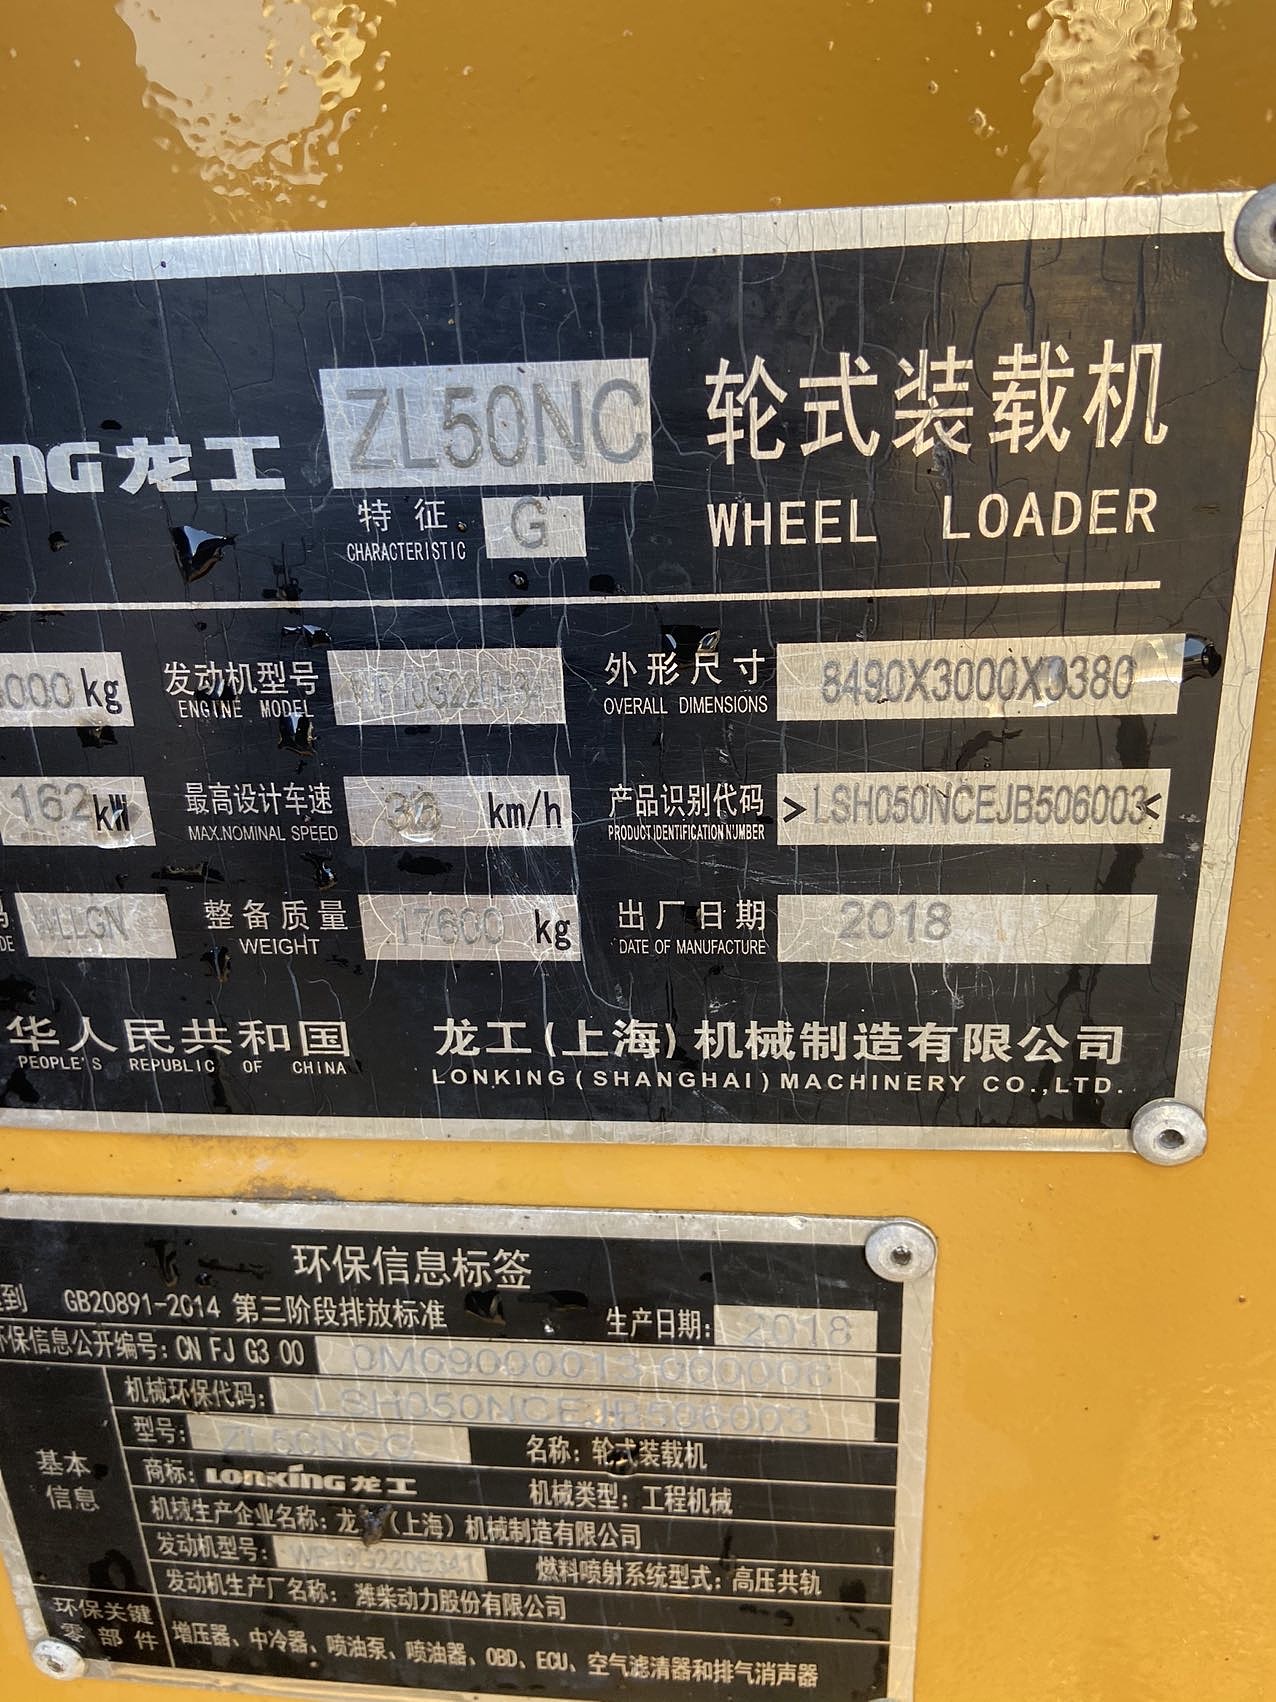 龙工 ZL50NC 轮式装载机
特征 G
CHARACTERISTIC
WHEEL LOADER
000 kg 发动机型号 外形尺寸 8490X3000X3380
ENGINE MODEL OVERALL DIMENSIONS
162 kW 最高设计车速 km/h 产品识别代码 >LSH050NCEJB506003<
MAX.NOMINAL SPEED PRODUCT IDENTIFICATION NUMBER
WLLGN 整备质量 17600 kg 出厂日期 2018
WEIGHT DATE OF MANUFACTURE
华人民共和国 龙工(上海)机械制造有限公司
PEOPLE'S REPUBLIC OF CHINA LONKING(SHANGHAI)MACHINERY CO.,LTD.
环保信息标签
到 GB20891-2014 第三阶段排放标准 生产日期: 2018
环保信息公开编号: CN FJ G3 00 0M09000013 000006
机械环保代码: LSH050NCEJB506003
型号: ZL50NCG 名称: 轮式装载机
基本信息
商标: LONKING 龙工 机械类型: 工程机械
机械生产企业名称: 龙工(上海)机械制造有限公司
发动机型号: WP10G220E341 燃料喷射系统型式: 高压共轨
发动机生产厂名称: 潍柴动力股份有限公司
环保关键零部件 增压器、中冷器、喷油泵、喷油器、OBD、ECU、空气滤清器和排气消声器